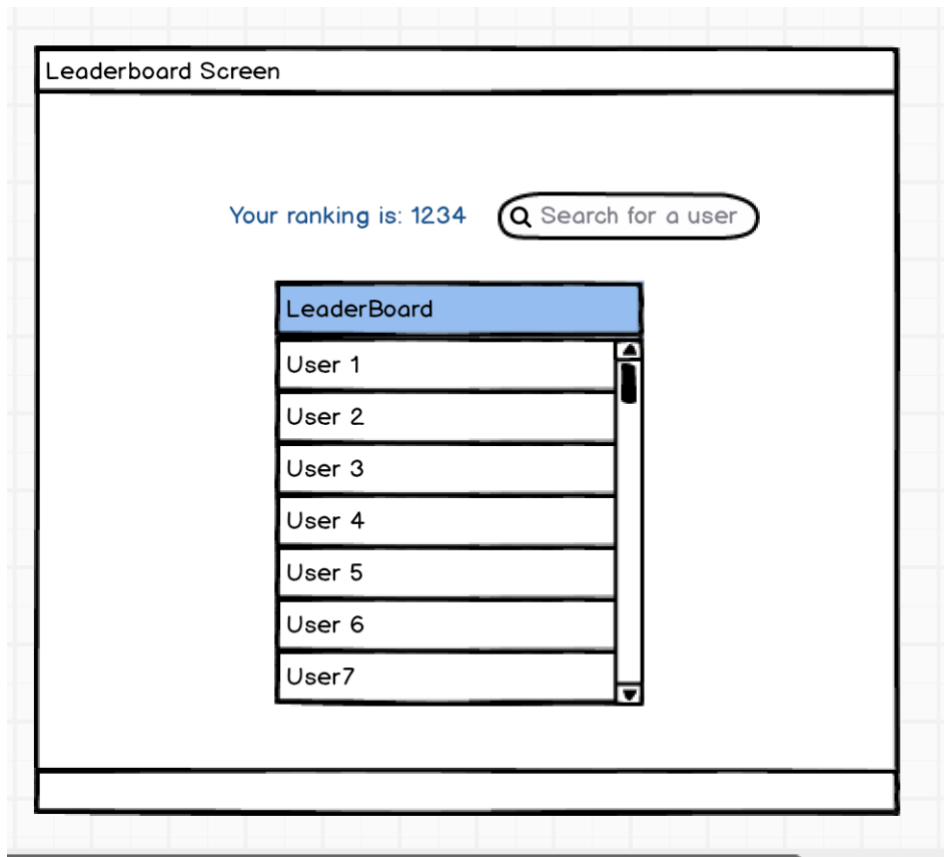 Leaderboard Screen
Your ranking is: 1234
Search for a user
LeaderBoard
User 1
User 2
User 3
User 4
User 5
User 6
User7